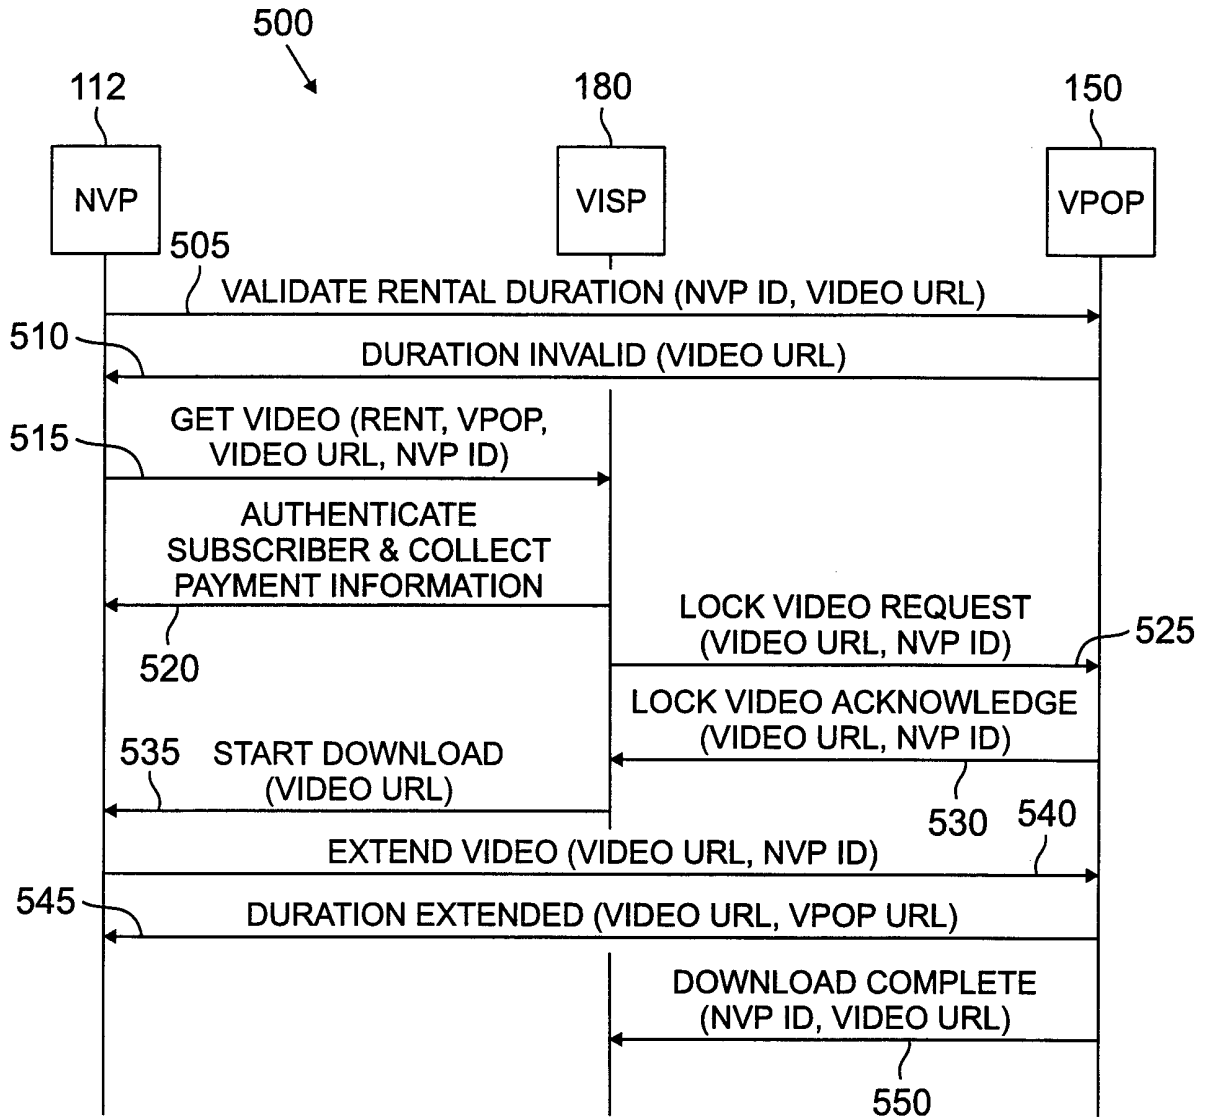 500
112
180
150
NVP
VISP
VPOP
505
VALIDATE RENTAL DURATION (NVP ID, VIDEO URL)
510
DURATION INVALID (VIDEO URL)
GET VIDEO (RENT, VPOP,
515
VIDEO URL, NVP ID)
AUTHENTICATE
SUBSCRIBER & COLLECT
PAYMENT INFORMATION
520
LOCK VIDEO REQUEST
(VIDEO URL, NVP ID)
525
LOCK VIDEO ACKNOWLEDGE
(VIDEO URL, NVP ID)
530
535
START DOWNLOAD
(VIDEO URL)
540
EXTEND VIDEO (VIDEO URL, NVP ID)
545
DURATION EXTENDED (VIDEO URL, VPOP URL)
DOWNLOAD COMPLETE
(NVP ID, VIDEO URL)
550